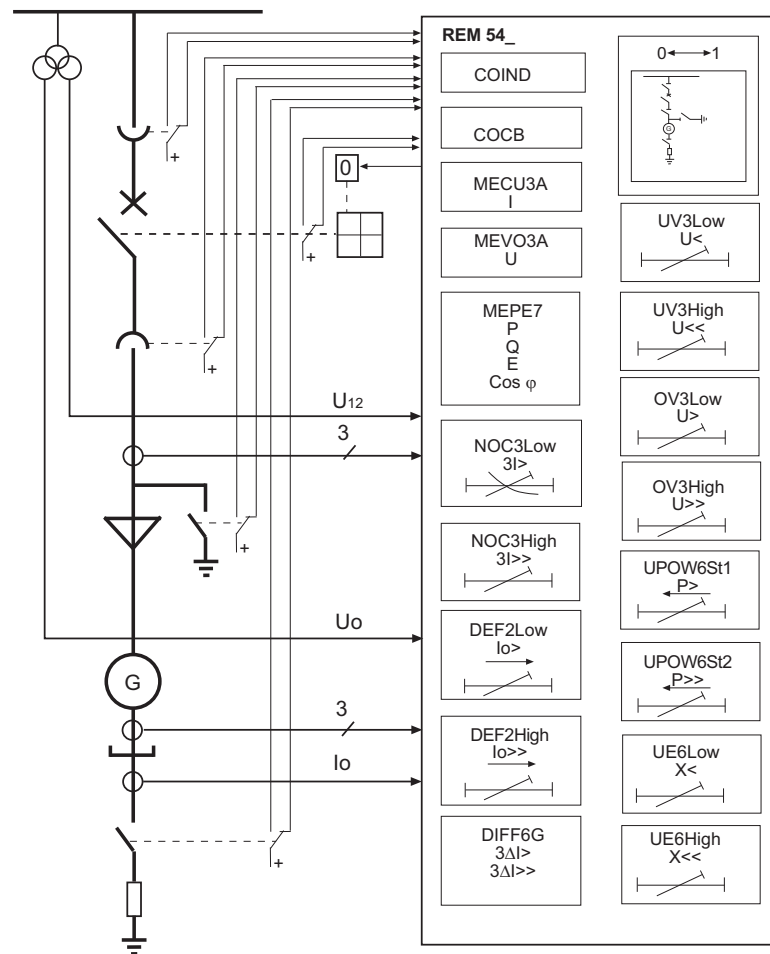 REM 54_
COIND
COCB
MECU3A
I
MEVO3A
U
MEPE7
P
Q
E
Cos φ
NOC3Low
3I>
NOC3High
3I>>
DEF2Low
Io>
DEF2High
Io>>
DIFF6G
3ΔI>
3ΔI>>
0 1
G
UV3Low
U<
UV3High
U<<
OV3Low
U>
OV3High
U>>
UPOW6St1
P>
UPOW6St2
P>>
UE6Low
X<
UE6High
X<<
+
0
+
+
U12
3
+
Uo
G
3
Io
+